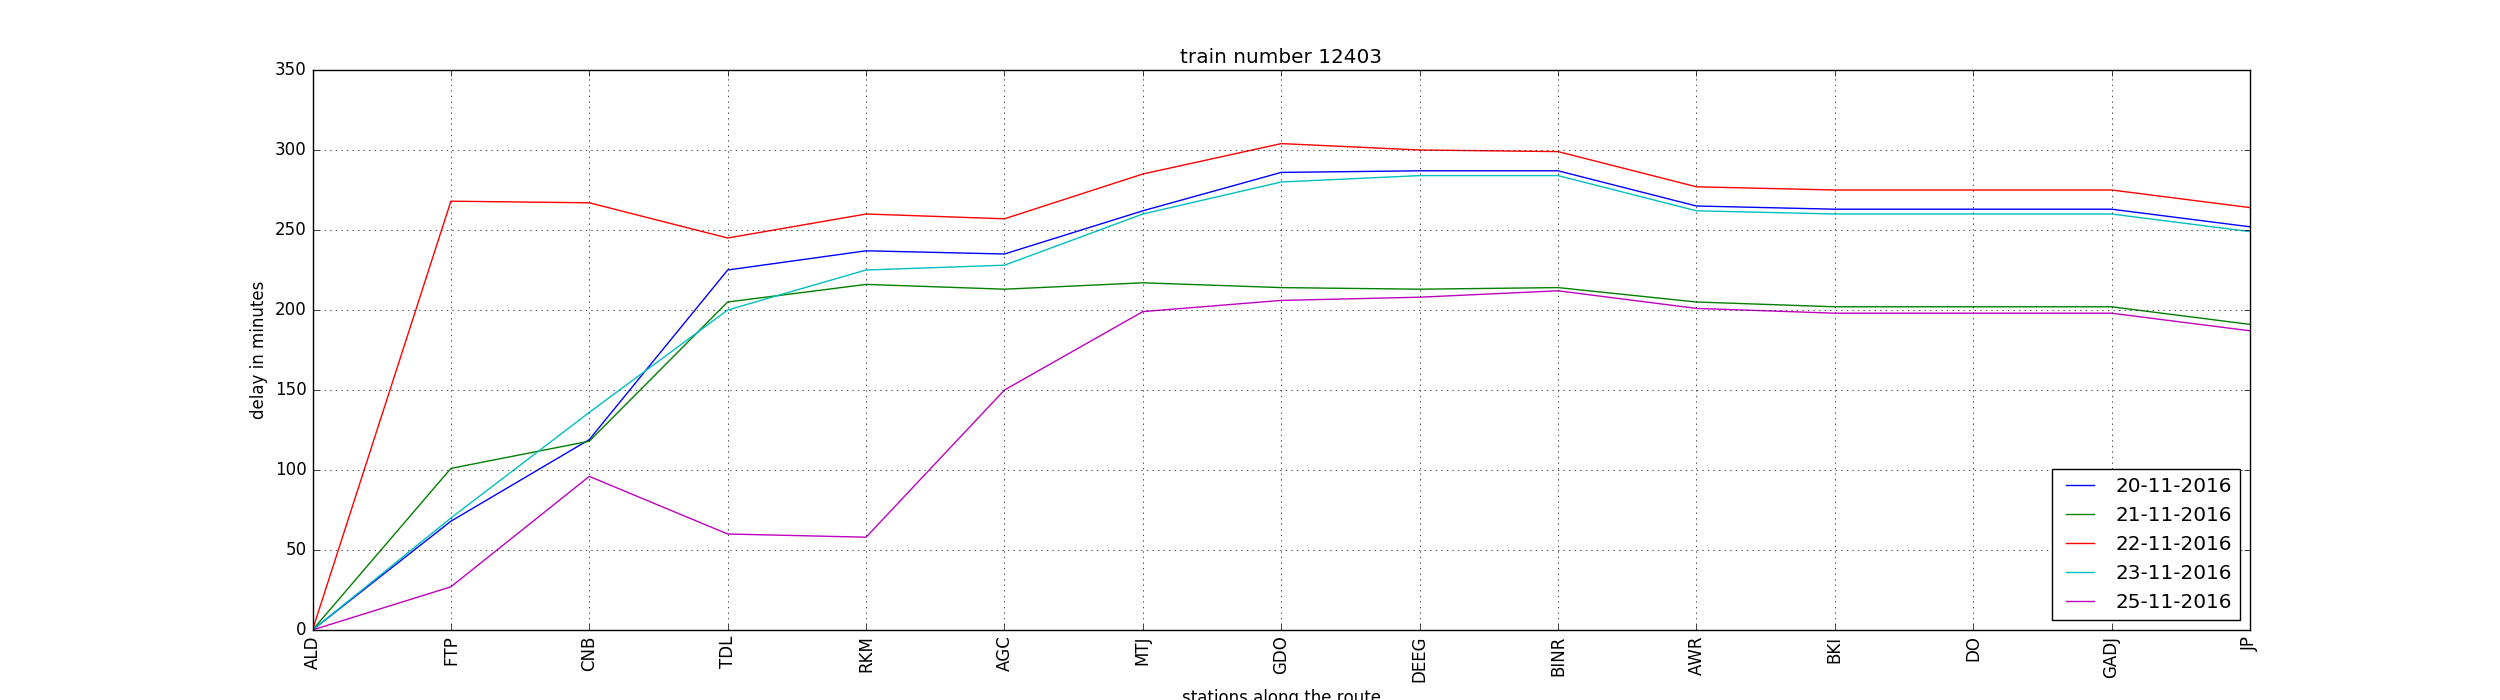 train number 12403
350
300
250
200
150
100
50
0
delay in minutes
ALD
FTP
CNB
TDL
RKM
AGC
MTJ
GDO
DEEG
BINR
AWR
BKI
DO
GADJ
JP
stations along the route
20-11-2016
21-11-2016
22-11-2016
23-11-2016
25-11-2016